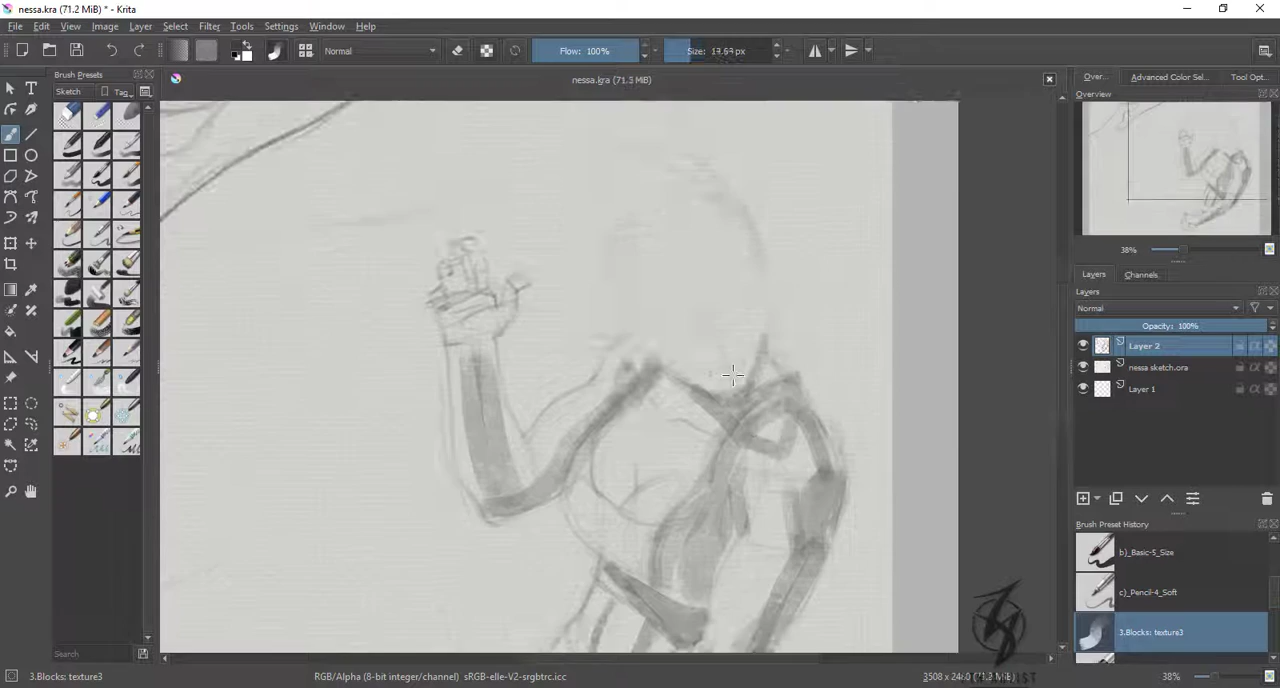 nessa.kra (71.2 MiB) * - Krita
File Edit View Image Layer Select Filter Tools Settings Window Help
Normal
Flow: 100%
Size:
Brush Presets
Sketch
Tag
nessa.kra (71.3 MiB)
Over...
Advanced Color Sel...
Tool Opt...
Overview
38%
Layers
Channels
Layers
Normal
Opacity: 100%
Layer 2
nessa sketch.ora
Layer 1
Brush Preset History
b)_Basic-5_Size
c)_Pencil-4_Soft
3.Blocks: texture3
Search
3.Blocks: texture3
RGB/Alpha (8-bit integer/channel) sRGB-elle-V2-srgbtrc.icc
38%